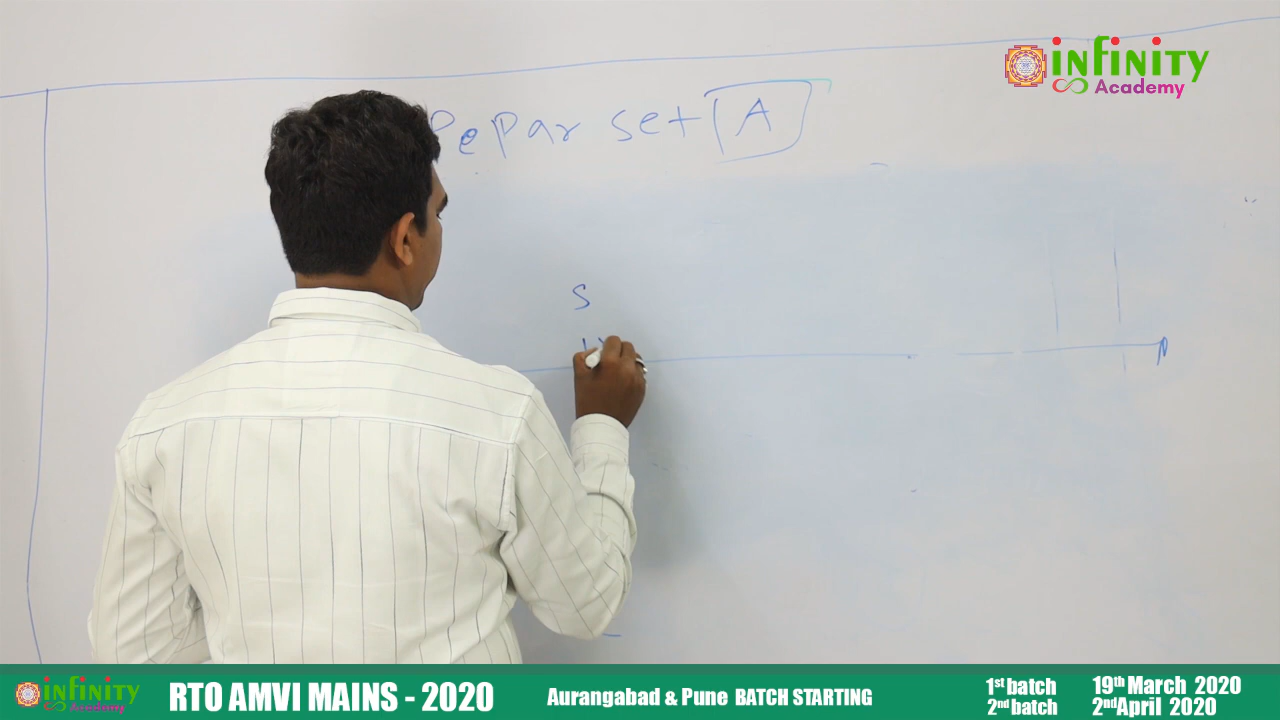 infinity
Academy
PePar set A
S
infinity
Academy
RTO AMVI MAINS - 2020
Aurangabad & Pune BATCH STARTING
1st batch 19th March 2020
2nd batch 2nd April 2020